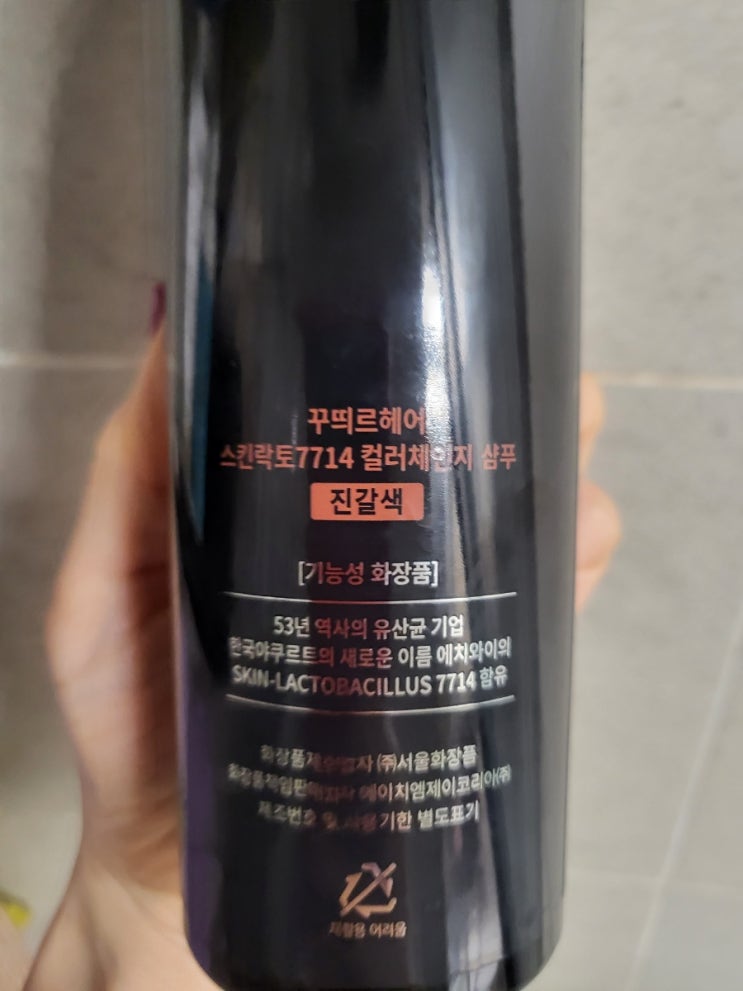 꾸띄르헤어
스킨락토7714 컬러체인지 샴푸
진갈색
[기능성 화장품]
53년 역사의 유산균 기업
한국야쿠르트의 새로운 이름 에치와이의
SKIN-LACTOBACILLUS 7714 함유
화장품제조업자 ㈜서울화장품
화장품책임판매업자 에이치엠제이코리아㈜
제조번호 및 사용기한 별도표기
재활용 어려움